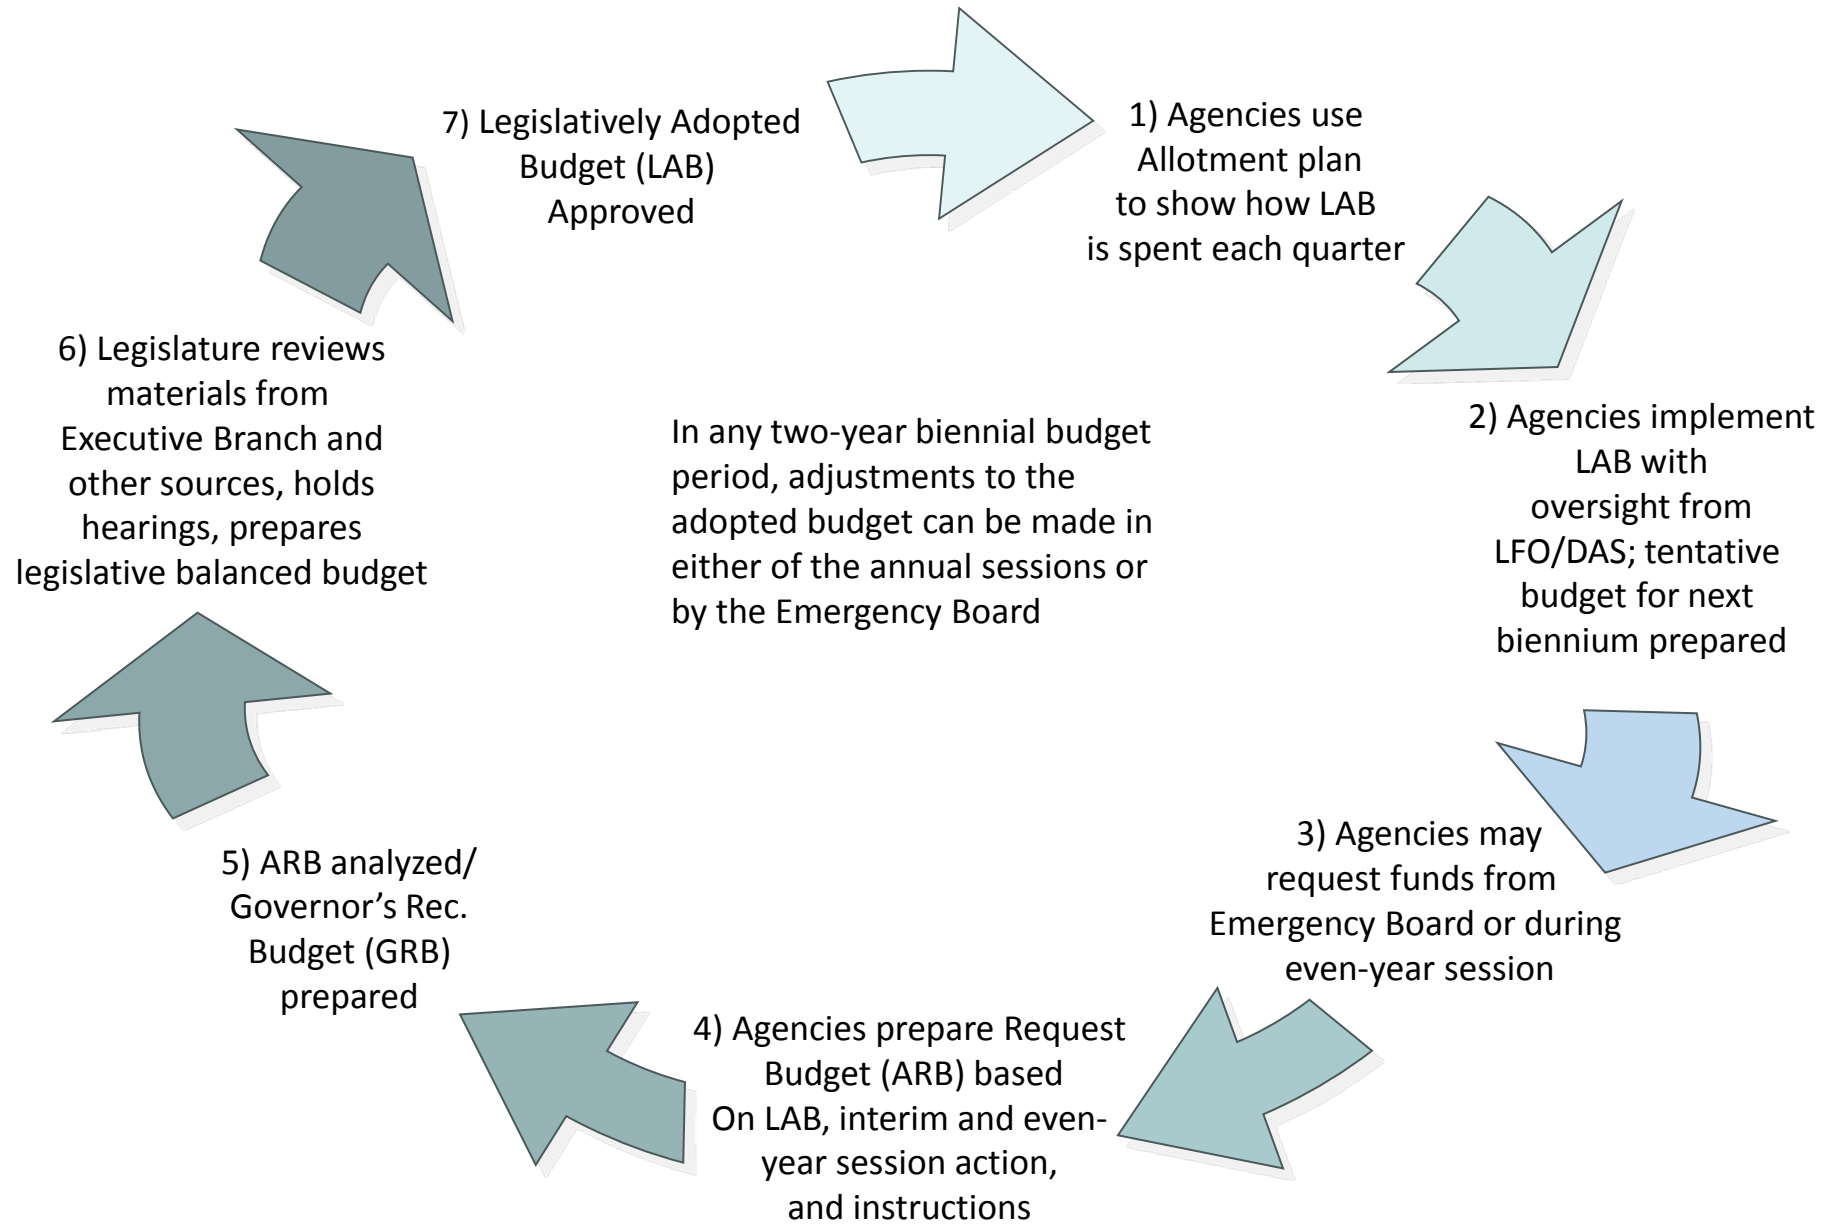 7) Legislatively Adopted
Budget (LAB)
Approved
1) Agencies use
Allotment plan
to show how LAB
is spent each quarter
2) Agencies implement
LAB with
oversight from
LFO/DAS; tentative
budget for next
biennium prepared
3) Agencies may
request funds from
Emergency Board or during
even-year session
4) Agencies prepare Request
Budget (ARB) based
On LAB, interim and even-
year session action,
and instructions
5) ARB analyzed/
Governor’s Rec.
Budget (GRB)
prepared
6) Legislature reviews
materials from
Executive Branch and
other sources, holds
hearings, prepares
legislative balanced budget
In any two-year biennial budget
period, adjustments to the
adopted budget can be made in
either of the annual sessions or
by the Emergency Board